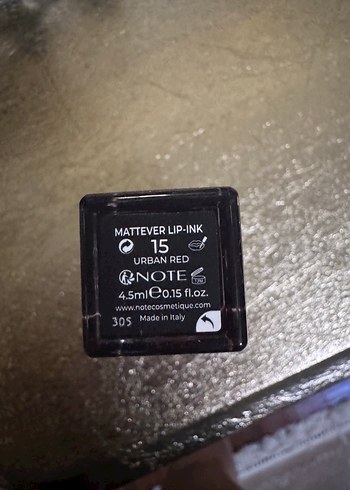 MATTEVER LIP-INK
15
URBAN RED
NOTE
4.5ml℮0.15 fl.oz.
www.notecosmetique.com
305 Made in Italy